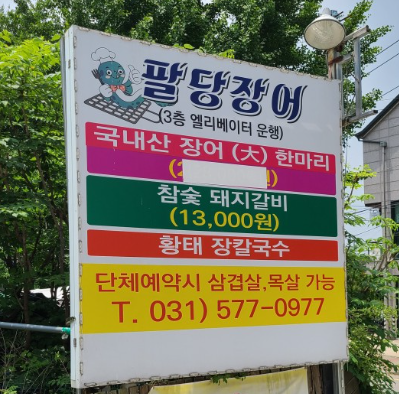 팔당장어
(3층 엘리베이터 운행)
국내산 장어 (大) 한마리
참숯 돼지갈비
(13,000원)
황태 장칼국수
단체예약시 삼겹살,목살 가능
T. 031) 577-0977